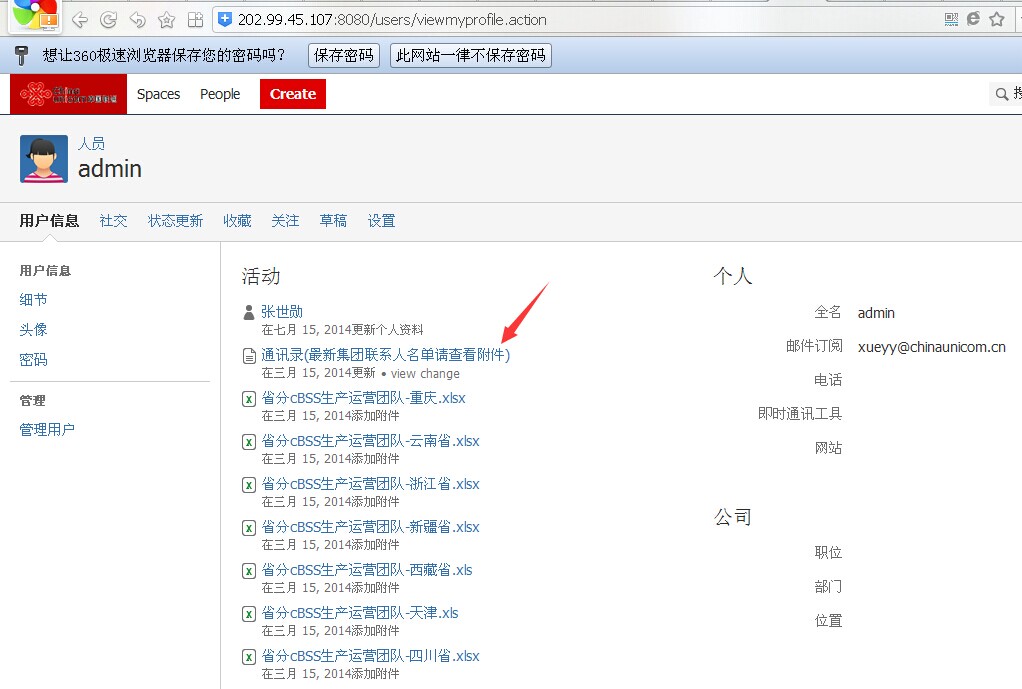 202.99.45.107:8080/users/viewmyprofile.action
想让360极速浏览器保存您的密码吗？ 保存密码 此网站一律不保存密码
Spaces People Create
人员
admin
用户信息 社交 状态更新 收藏 关注 草稿 设置
用户信息
细节
头像
密码
管理
管理用户
活动
张世勋
在七月 15, 2014更新个人资料
通讯录(最新集团联系人名单请查看附件)
在三月 15, 2014更新 • view change
省分cBSS生产运营团队-重庆.xlsx
在三月 15, 2014添加附件
省分cBSS生产运营团队-云南省.xlsx
在三月 15, 2014添加附件
省分cBSS生产运营团队-浙江省.xlsx
在三月 15, 2014添加附件
省分cBSS生产运营团队-新疆省.xlsx
在三月 15, 2014添加附件
省分cBSS生产运营团队-西藏省.xls
在三月 15, 2014添加附件
省分cBSS生产运营团队-天津.xls
在三月 15, 2014添加附件
省分cBSS生产运营团队-四川省.xlsx
在三月 15, 2014添加附件
个人
全名 admin
邮件订阅 xueyy@chinaunicom.cn
电话
即时通讯工具
网站
公司
职位
部门
位置